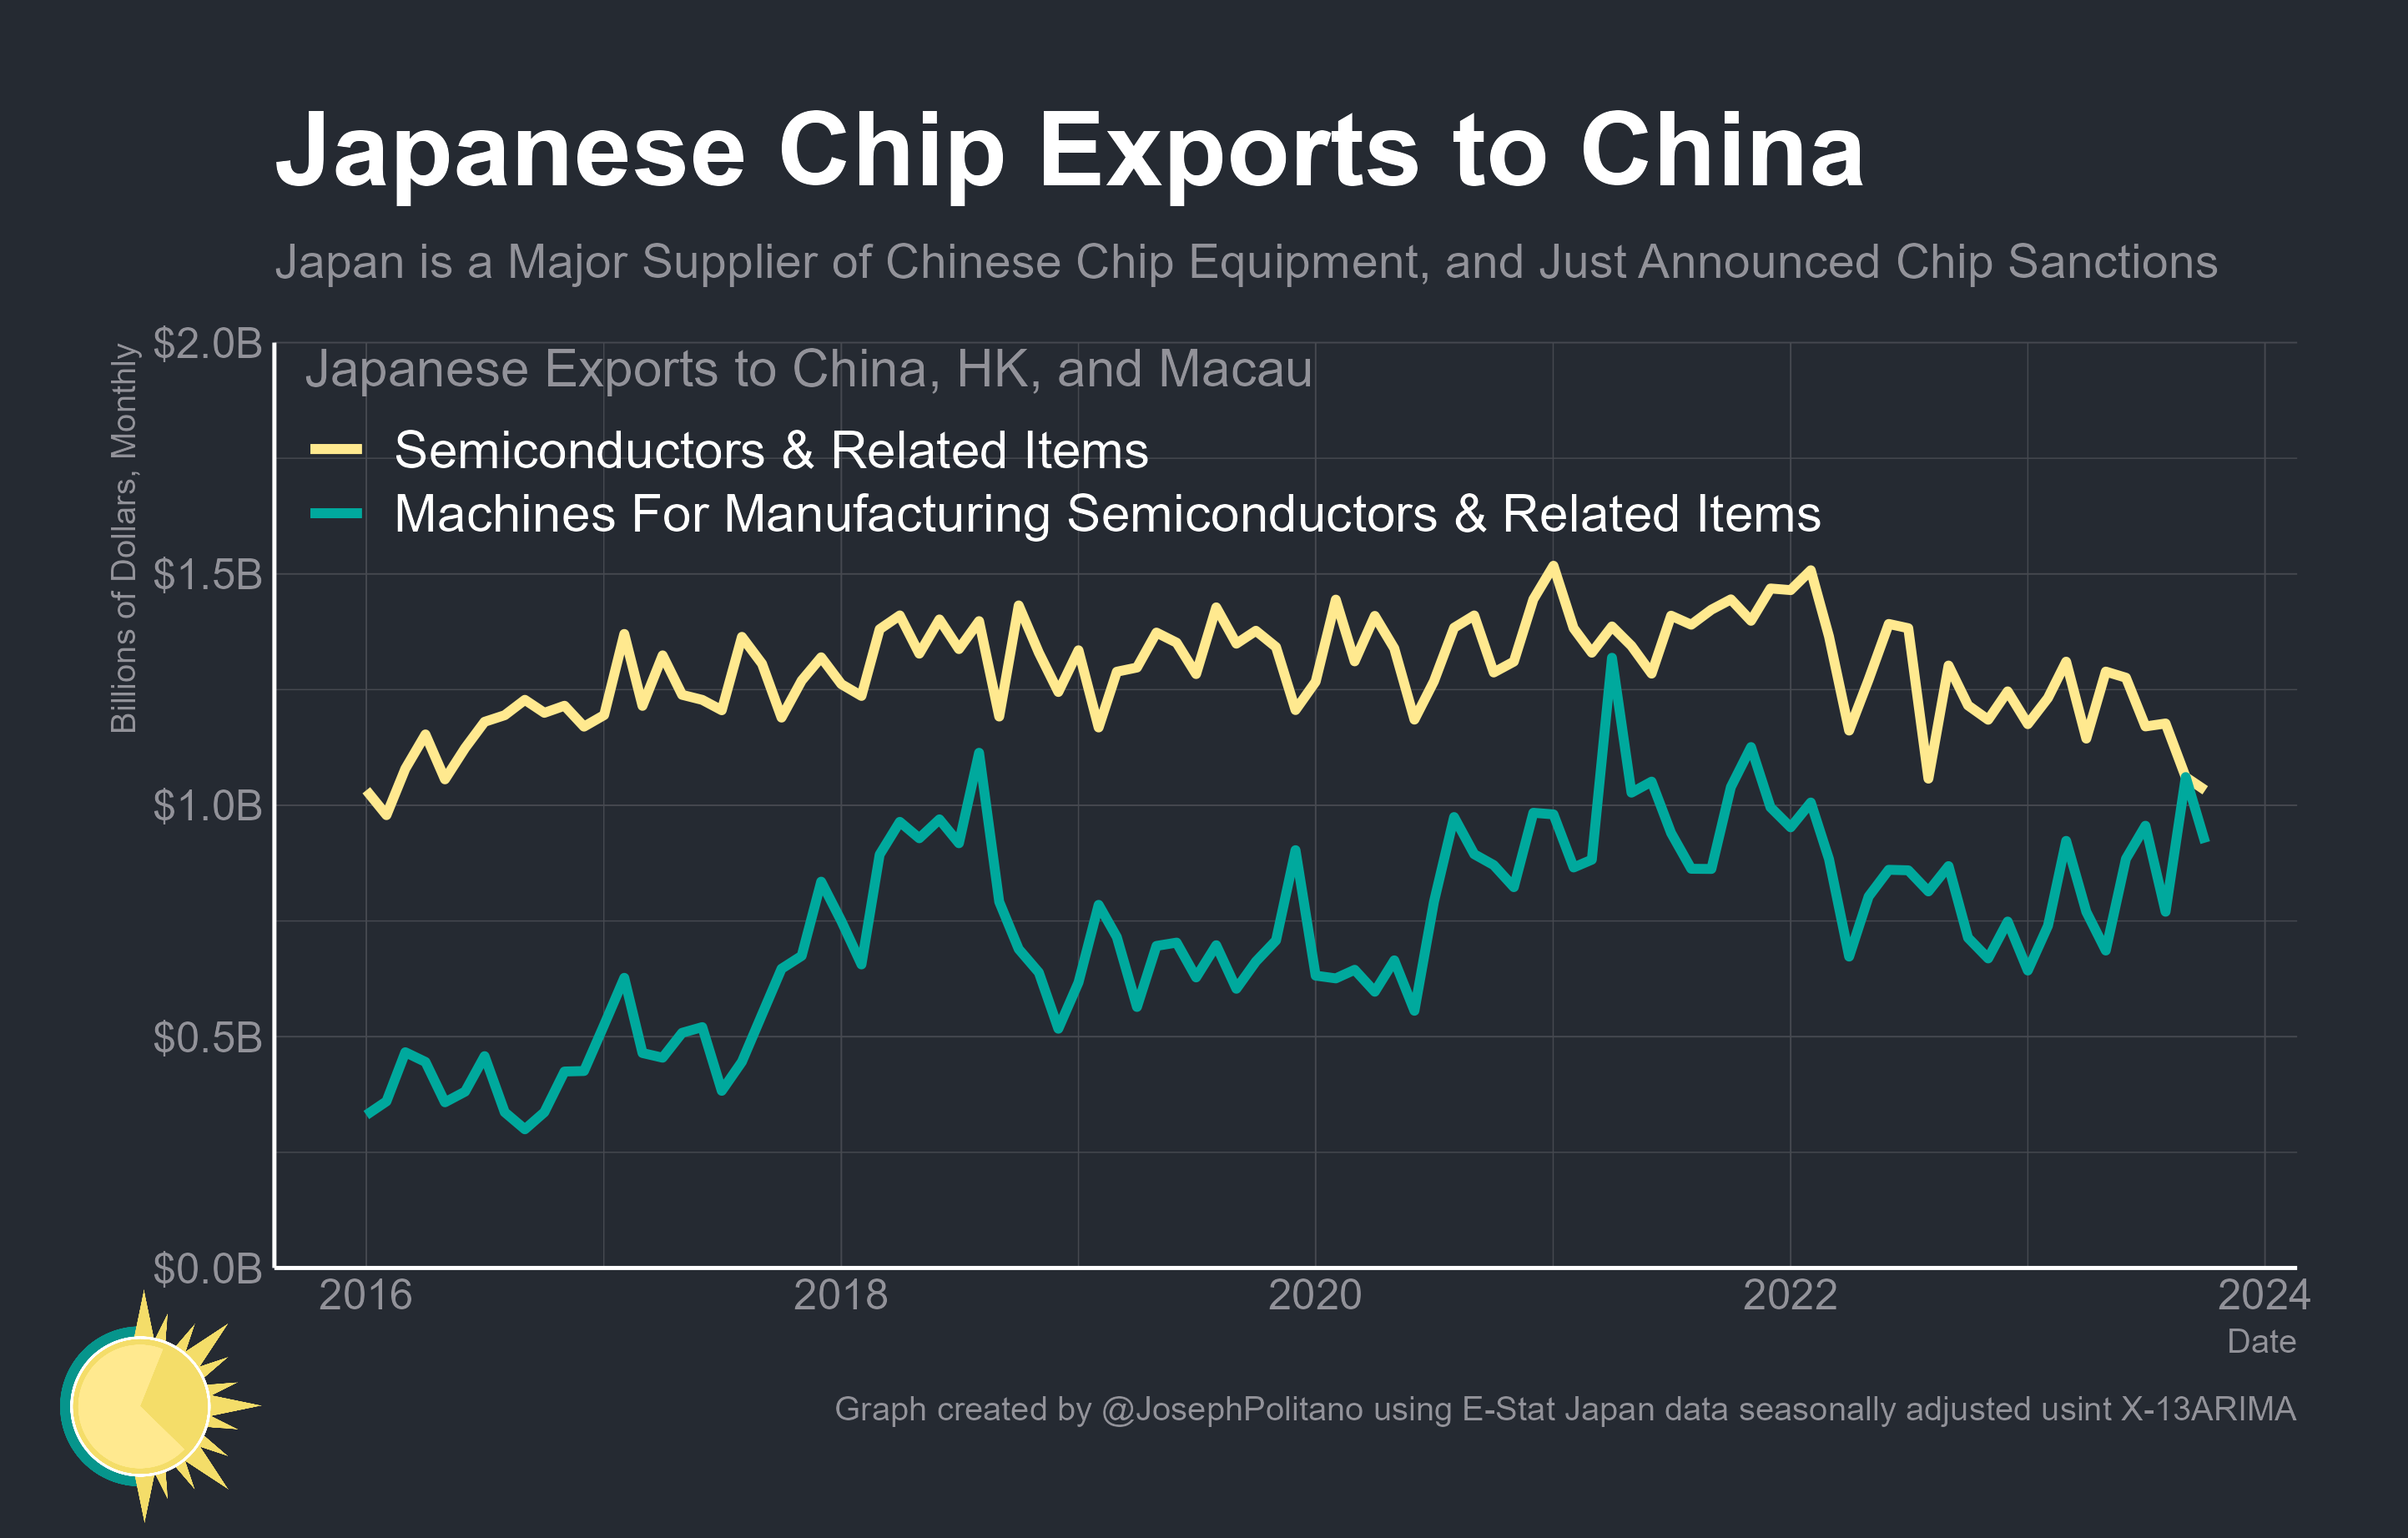 Japanese Chip Exports to China
Japan is a Major Supplier of Chinese Chip Equipment, and Just Announced Chip Sanctions
Billions of Dollars, Monthly
$2.0B
$1.5B
$1.0B
$0.5B
$0.0B
Japanese Exports to China, HK, and Macau
Semiconductors & Related Items
Machines For Manufacturing Semiconductors & Related Items
2016
2018
2020
2022
2024
Date
Graph created by @JosephPolitano using E-Stat Japan data seasonally adjusted usint X-13ARIMA